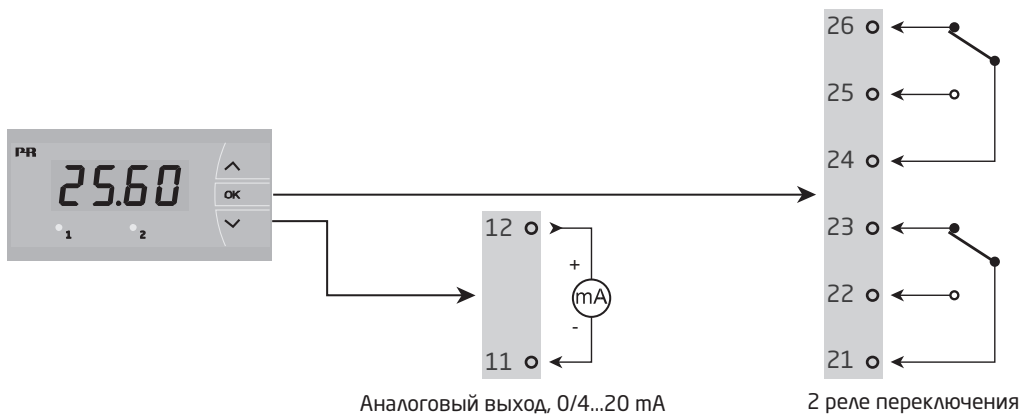 PR
25.60
OK
1 2
12
+
mA
-
11
Аналоговый выход, 0/4...20 mA
26
25
24
23
22
21
2 реле переключения